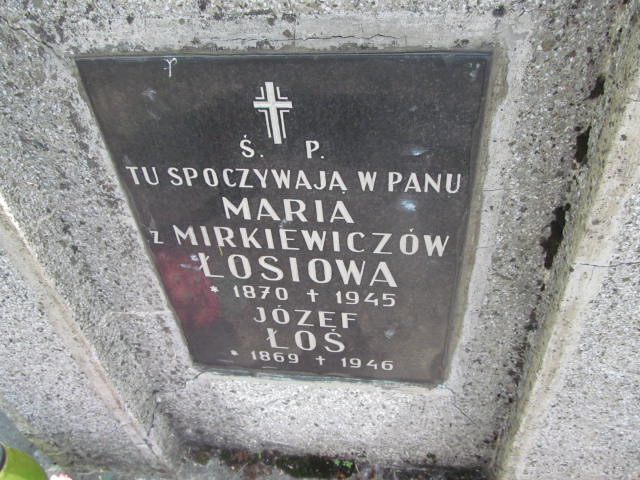 Ś. P.
TU SPOCZYWAJĄ W PANU
MARIA
z MIRKIEWICZÓW
ŁOSIOWA
* 1870 † 1945
JÓZEF
ŁOŚ
* 1869 † 1946